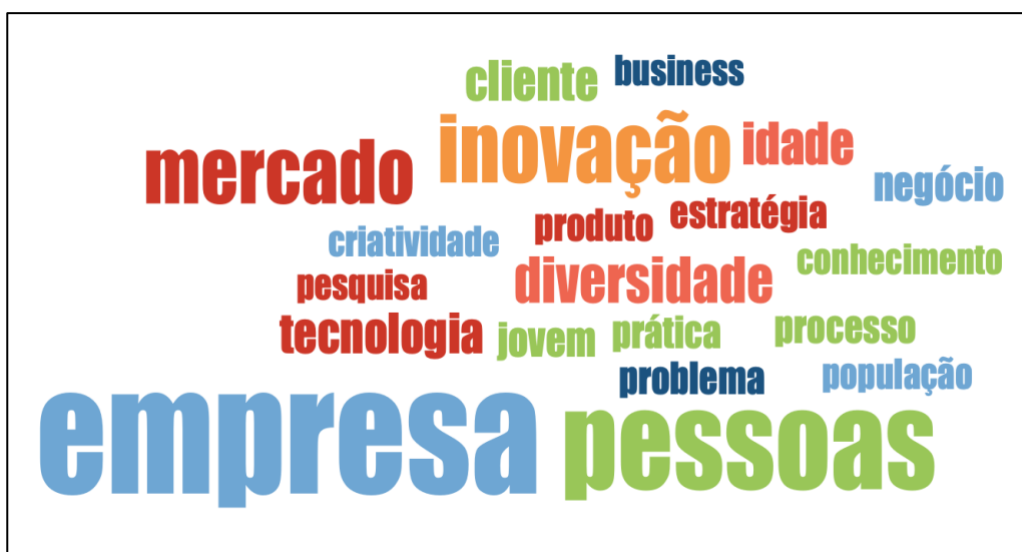 cliente business
inovação idade
mercado
negócio
produto estratégia
criatividade
conhecimento
pesquisa diversidade
tecnologia jovem prática processo
problema população
empresa pessoas